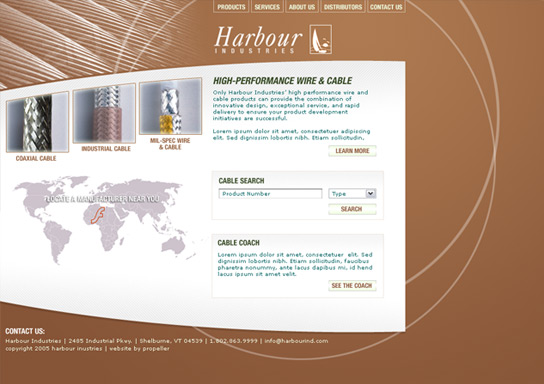 PRODUCTS SERVICES ABOUT US DISTRIBUTORS CONTACT US
Harbour
INDUSTRIES
HIGH-PERFORMANCE WIRE & CABLE
Only Harbour Industries' high performance wire and
cable products can provide the combination of
innovative design, exceptional service, and rapid
delivery to ensure your product development
initiatives are successful.
Lorem ipsum dolor sit amet, consectetuer adipiscing
elit. Sed dignissim lobortis nibh. Etiam sollicitudin.
LEARN MORE
COAXIAL CABLE
INDUSTRIAL CABLE
MIL-SPEC WIRE
& CABLE
LOCATE A MANUFACTURER NEAR YOU
CABLE SEARCH
Product Number Type
SEARCH
CABLE COACH
Lorem ipsum dolor sit amet, consectetuer elit. Sed
dignissim lobortis nibh. Etiam sollicitudin, faucibus
pharetra nonummy, ante lacus dapibus mi, id hend
lacus ipsum sit amet velit.
SEE THE COACH
CONTACT US:
Harbour Industries | 2485 Industrial Pkwy. | Shelburne, VT 04539 | 1.802.863.9999 | info@harbourind.com
copyright 2005 harbour inustries | website by propeller